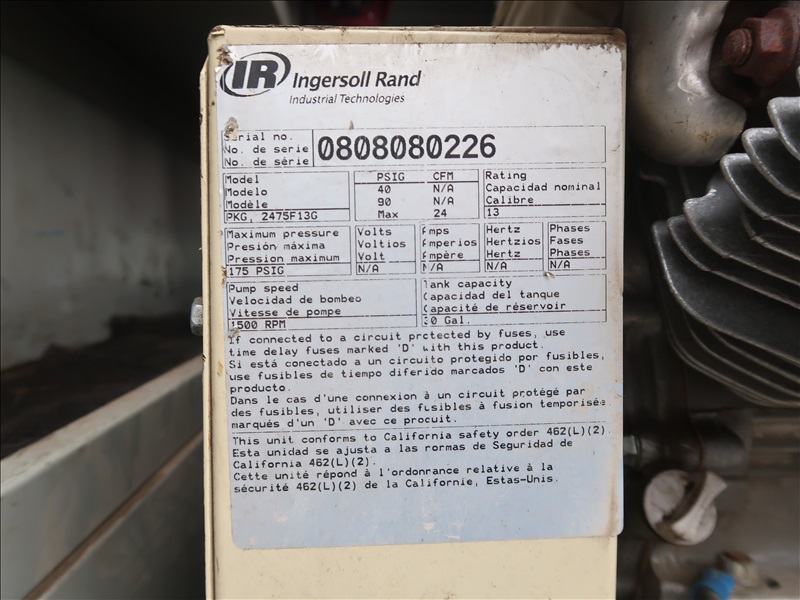 IR Ingersoll Rand
Industrial Technologies
Serial no.
No. de serie
No. de série
0808080226
Model
Modelo
Modèle
PKG, 2475F13G
PSIG CFM
40 N/A
90 N/A
Max 24
Rating
Capacidad nominal
Calibre
13
Maximum pressure
Presión máxima
Pression maximum
175 PSIG
Volts
Voltios
Volt
N/A
Amps
Amperios
Ampère
N/A
Hertz
Hertzios
Hertz
N/A
Phases
Fases
Phases
N/A
Pump speed
Velocidad de bombeo
Vitesse de pompe
1500 RPM
Tank capacity
Capacidad del tanque
Capacité de réservoir
Gal.
If connected to a circuit protected by fuses, use
time delay fuses marked 'D' with this product.
Si está conectado a un circuito protegido por fusibles,
use fusibles de tiempo diferido marcados 'D' con este
producto.
Dans le cas d'une connexion à un circuit protégé par
des fusibles, utiliser des fusibles à fusion temporisée
marqués d'un 'D' avec ce procuit.
This unit conforms to California safety order 462(L)(2).
Esta unidad se ajusta a las normas de Seguridad de
California 462(L)(2).
Cette unité répond à l'ordonrance relative à la
sécurité 462(L)(2) de la Californie, Estas-Unis.